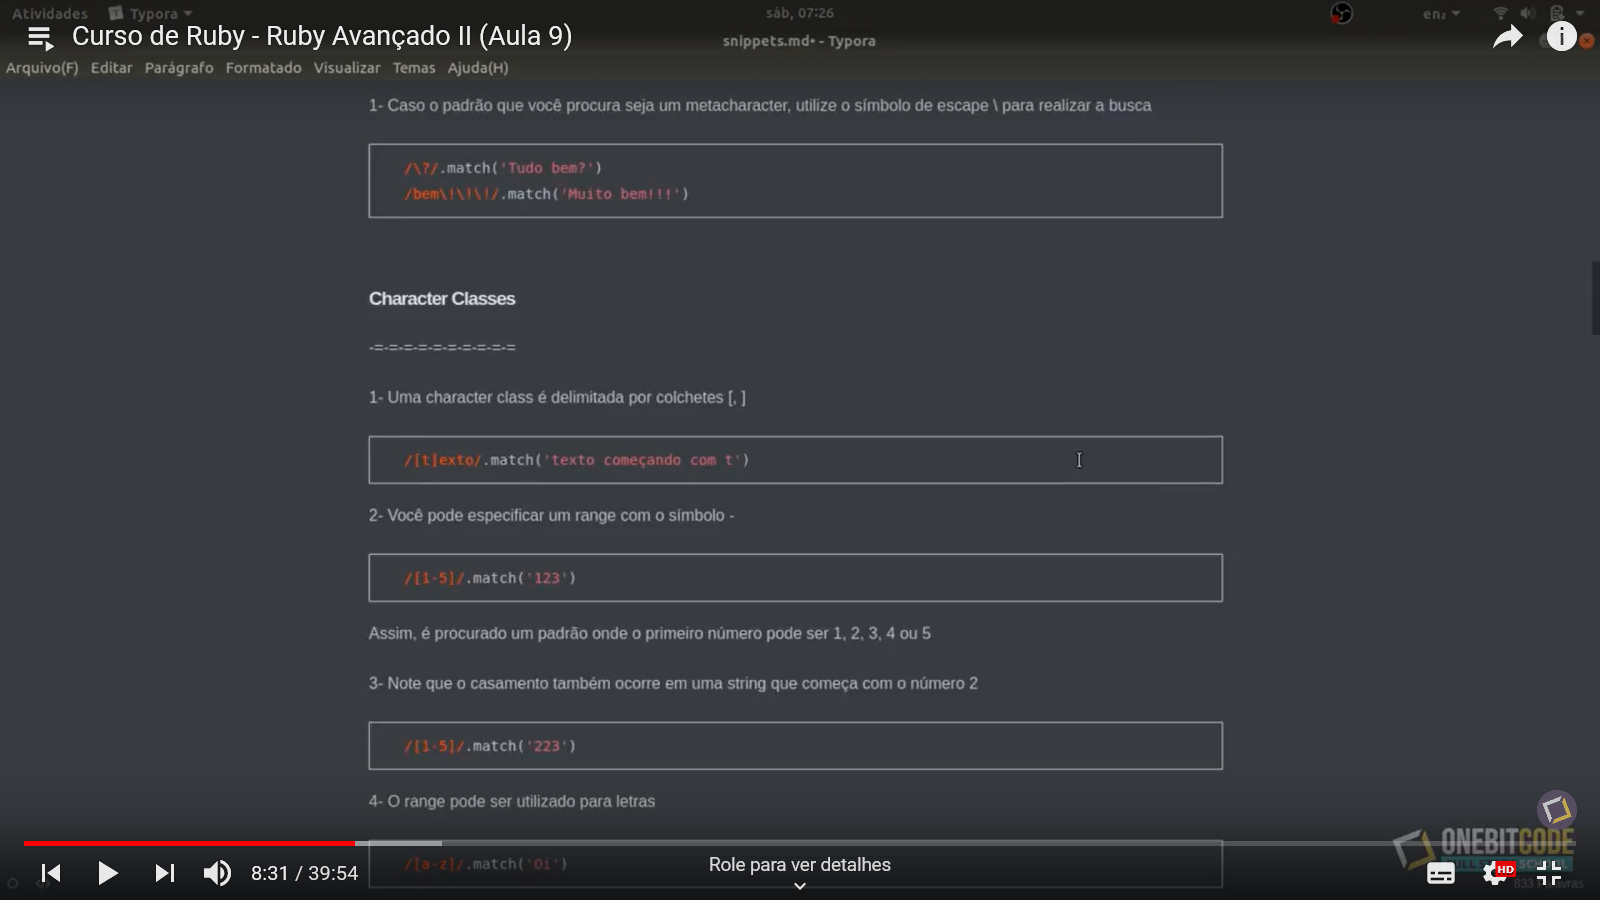 Atividades Typora sáb, 07:26 en₂
Curso de Ruby - Ruby Avançado II (Aula 9)
snippets.md• - Typora
Arquivo(F) Editar Parágrafo Formatado Visualizar Temas Ajuda(H)
1- Caso o padrão que você procura seja um metacharacter, utilize o símbolo de escape \ para realizar a busca
/\?/.match('Tudo bem?')
/bem\!\!\!/.match('Muito bem!!!')
Character Classes
-=-=-=-=-=-=-=-=-=-=
1- Uma character class é delimitada por colchetes [, ]
/[t]exto/.match('texto começando com t')
2- Você pode especificar um range com o símbolo -
/[1-5]/.match('123')
Assim, é procurado um padrão onde o primeiro número pode ser 1, 2, 3, 4 ou 5
3- Note que o casamento também ocorre em uma string que começa com o número 2
/[1-5]/.match('223')
4- O range pode ser utilizado para letras
/[a-z]/.match('Oi')
ONEBITCODE
8:31 / 39:54
Role para ver detalhes
HD
833 Palavras